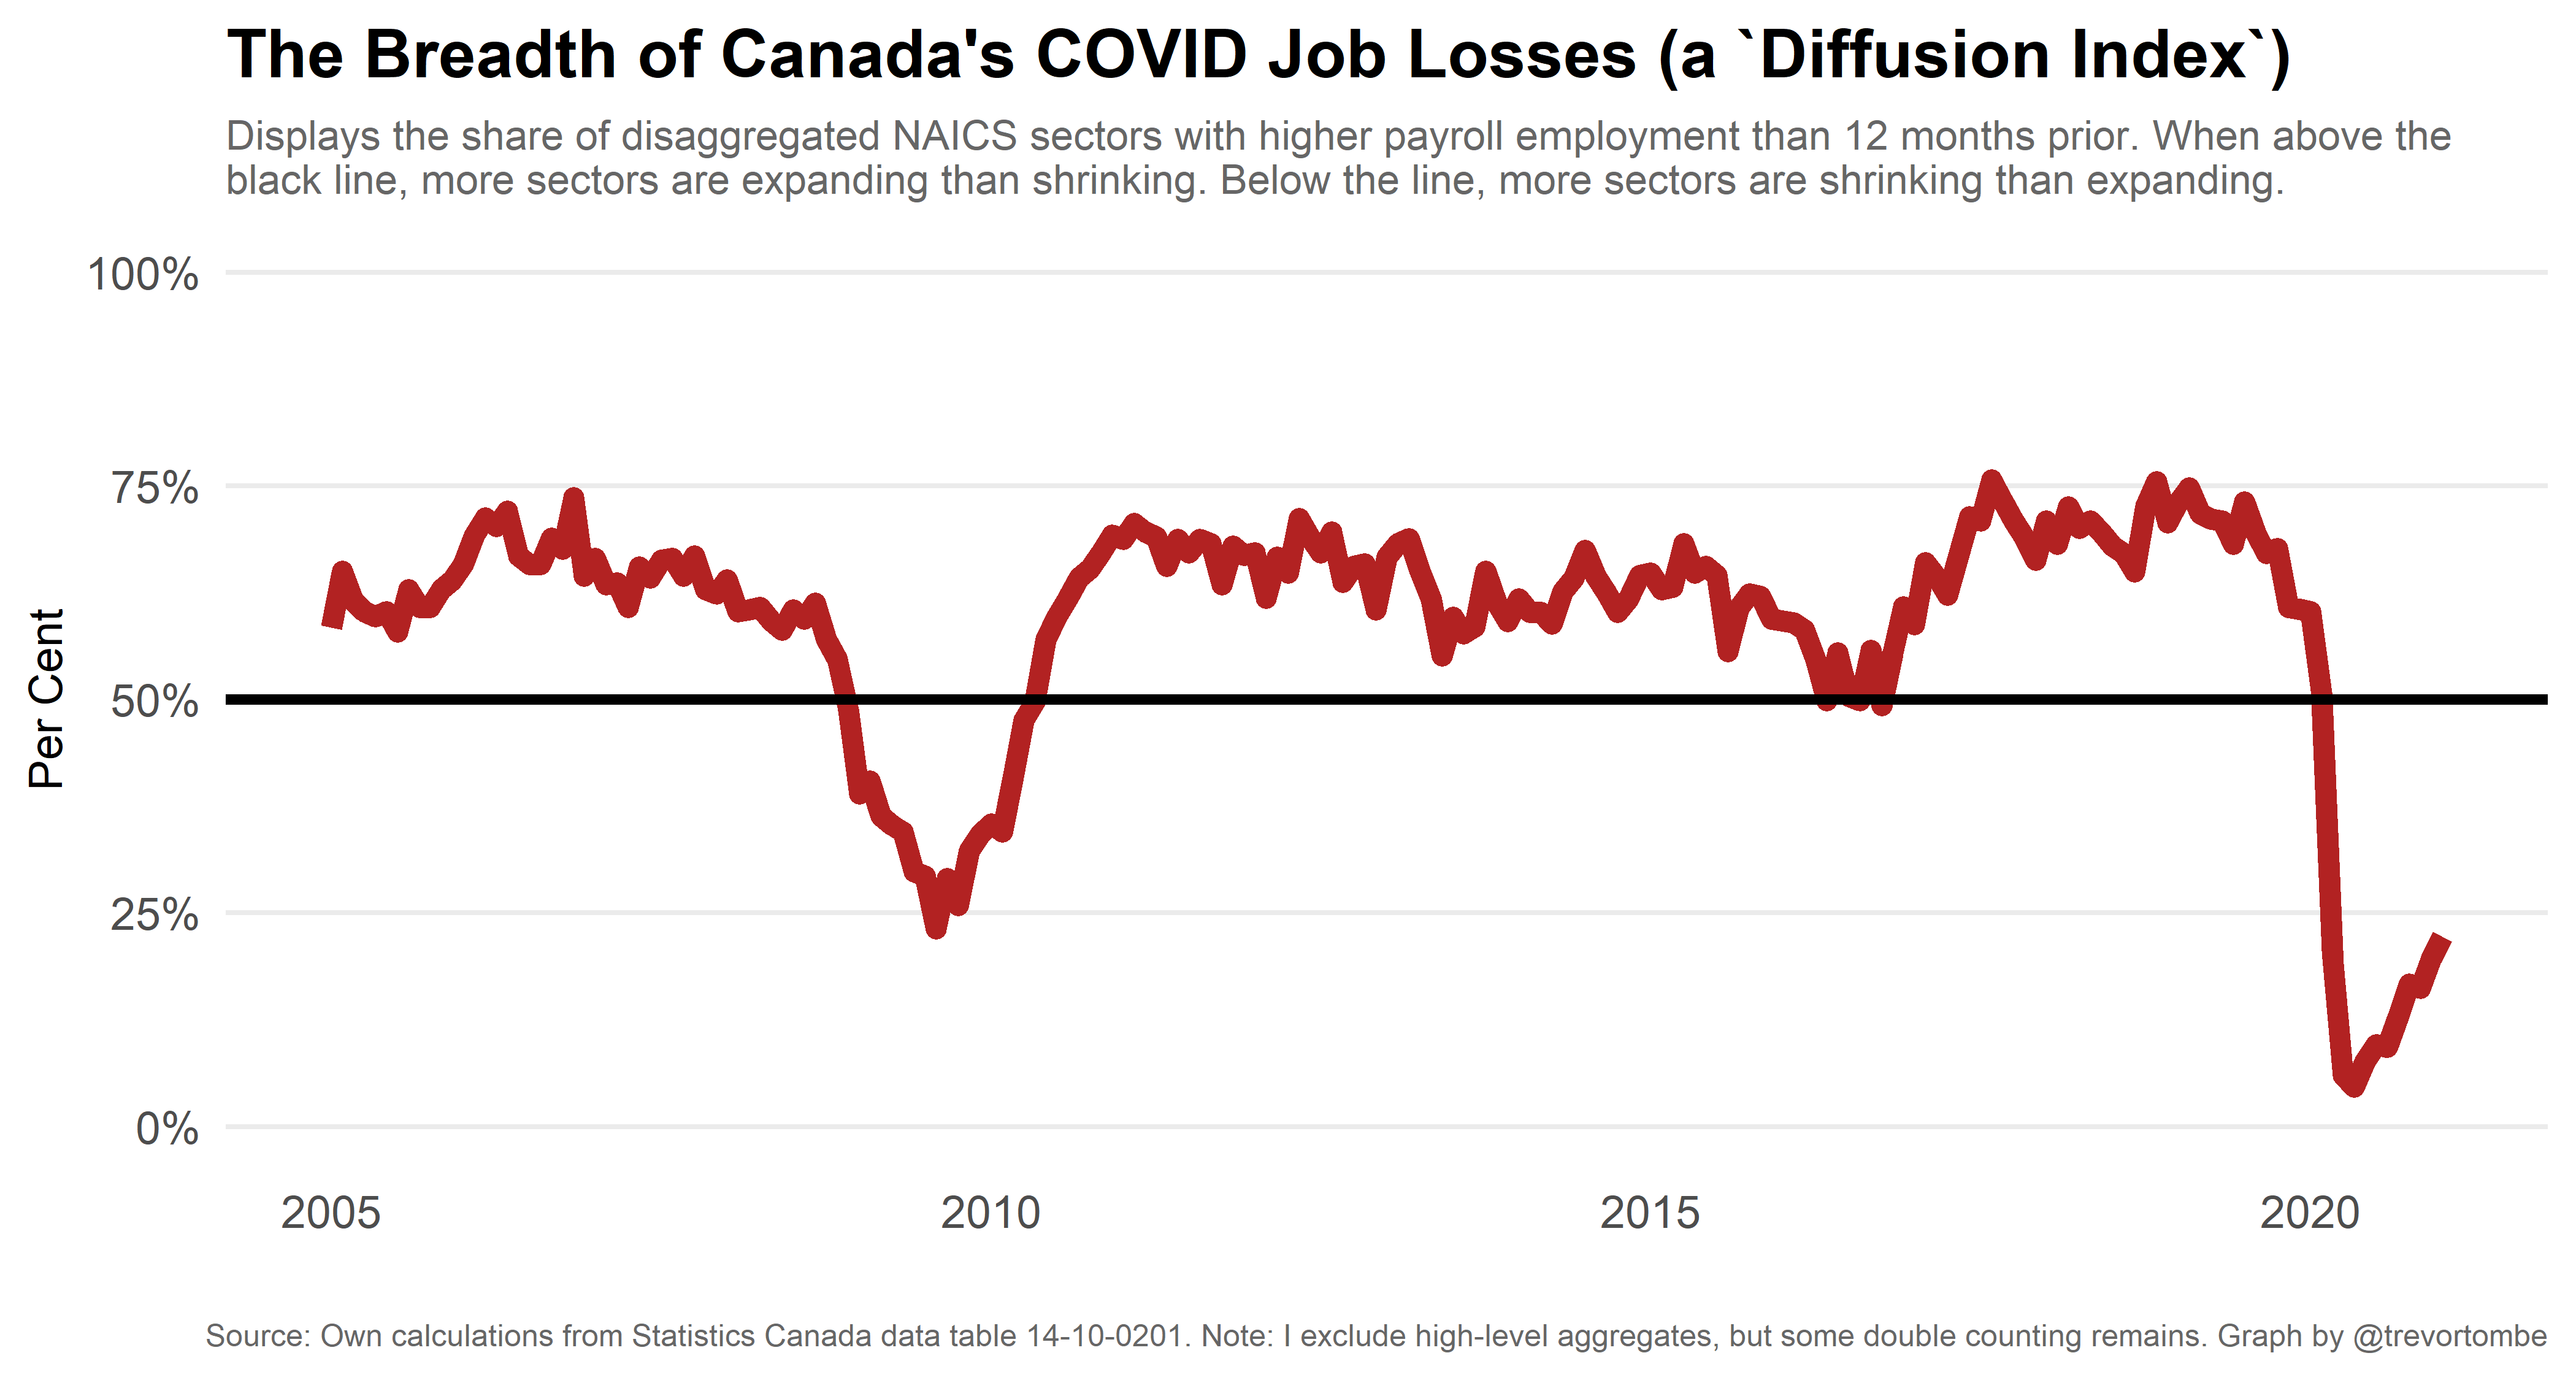 The Breadth of Canada's COVID Job Losses (a `Diffusion Index`)
Displays the share of disaggregated NAICS sectors with higher payroll employment than 12 months prior. When above the
black line, more sectors are expanding than shrinking. Below the line, more sectors are shrinking than expanding.
100%
75%
50%
25%
0%
Per Cent
2005
2010
2015
2020
Source: Own calculations from Statistics Canada data table 14-10-0201. Note: I exclude high-level aggregates, but some double counting remains. Graph by @trevortombe